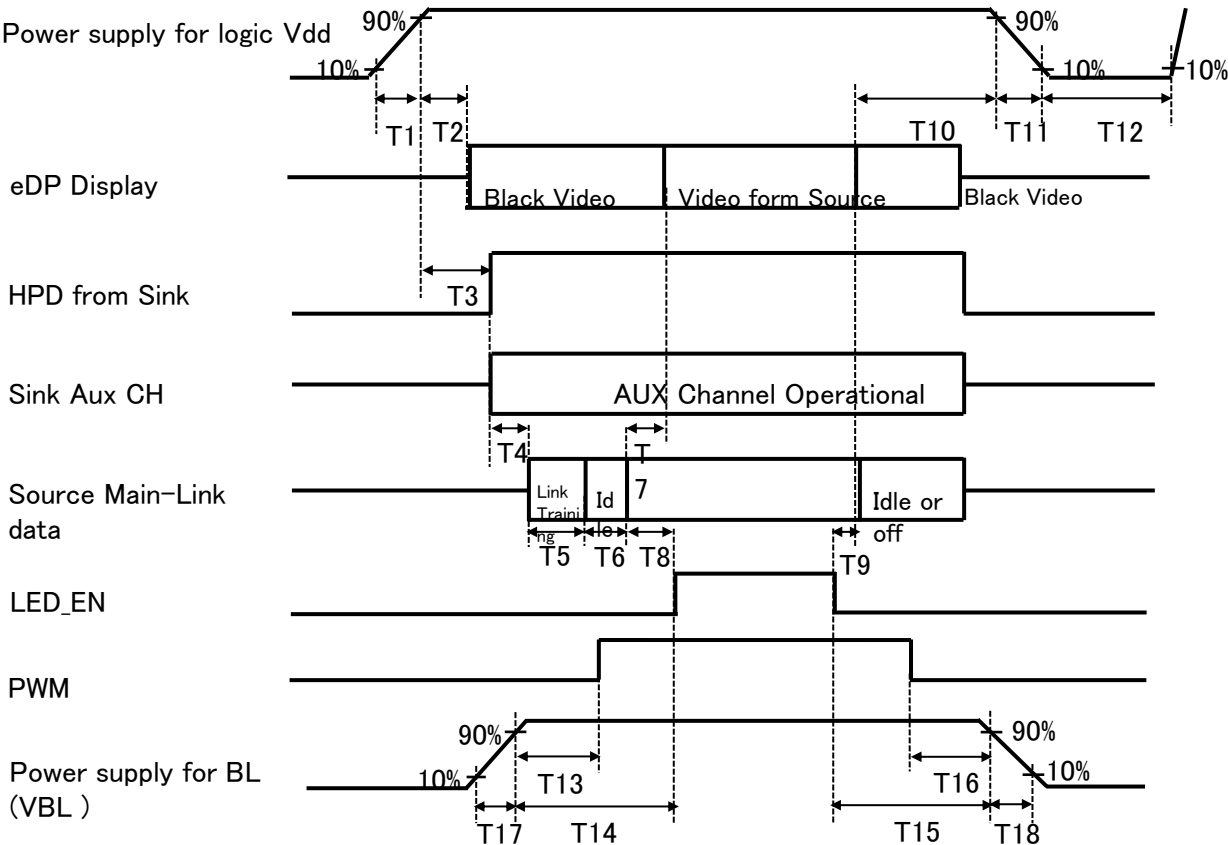 Power supply for logic Vdd
90%
90%
10%
10%
10%
T1
T2
T10
T11
T12
eDP Display
Black Video
Video form Source
Black Video
HPD from Sink
T3
Sink Aux CH
AUX Channel Operational
T4
T
7
Source Main-Link
data
Link
Traini
ng
Id
le
Idle or
off
T5
T6
T8
T9
LED_EN
PWM
90%
90%
Power supply for BL
(VBL )
10%
10%
T13
T16
T17
T14
T15
T18